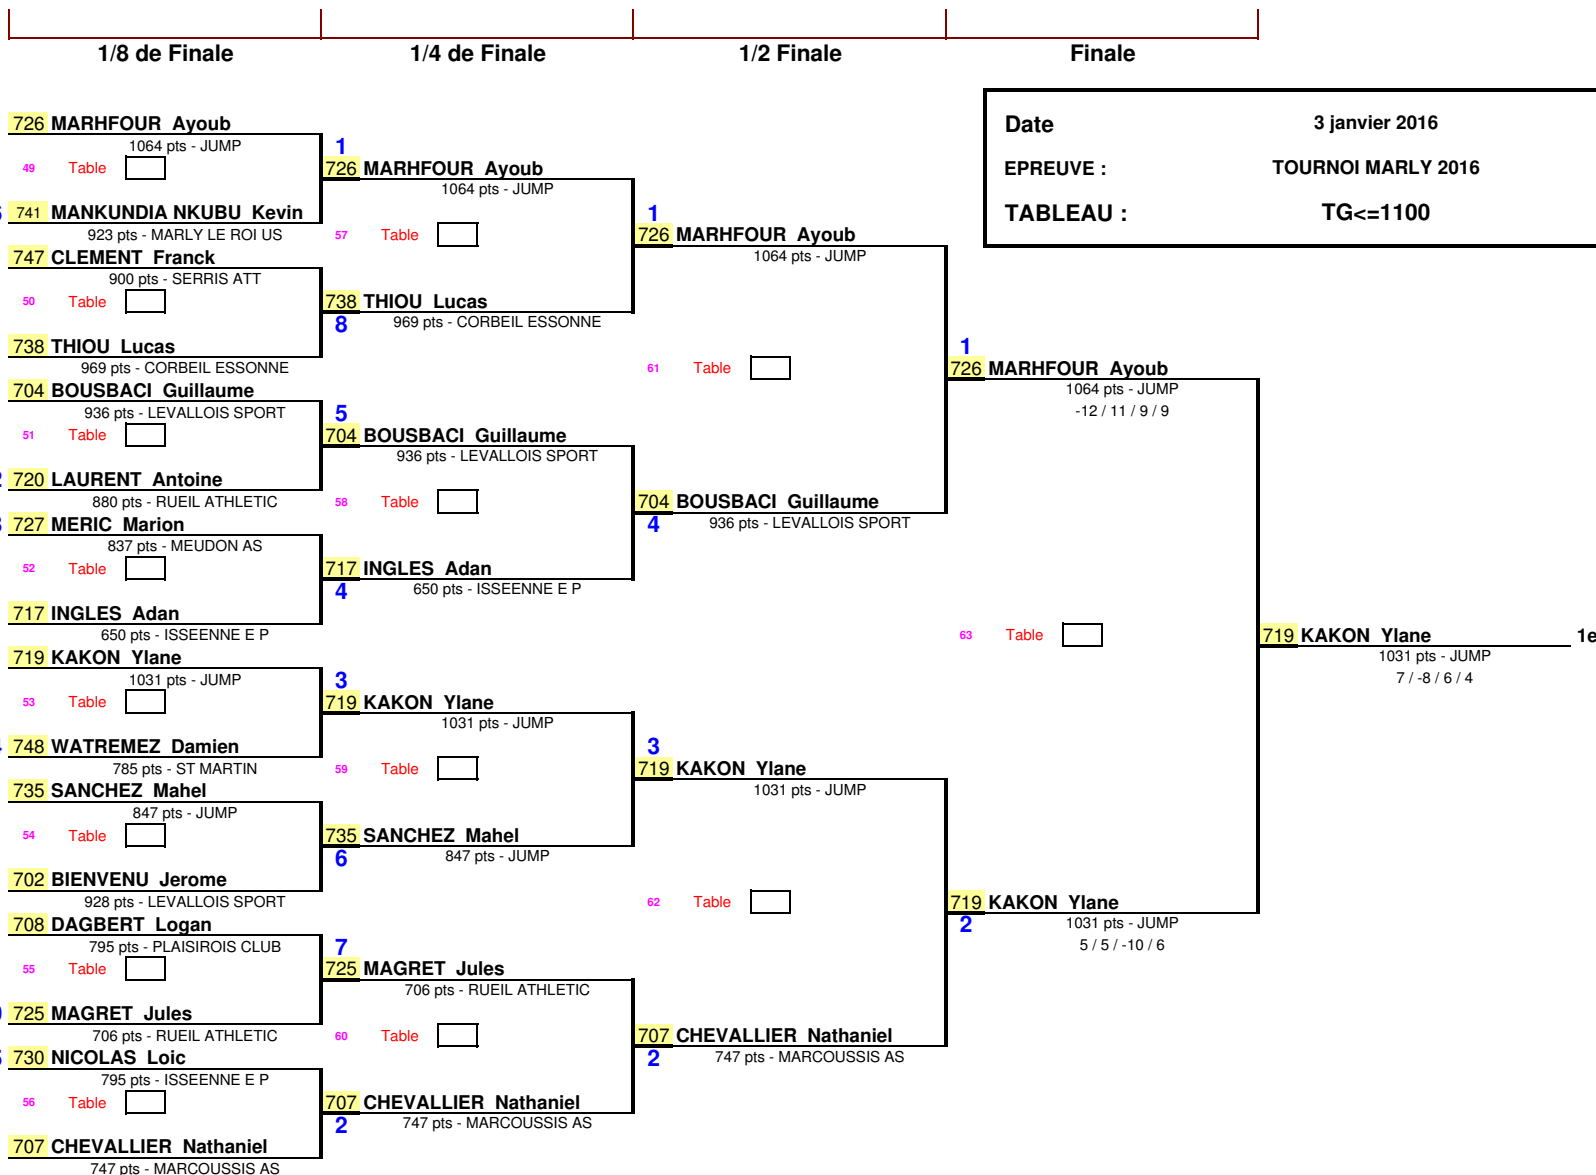 1/8 de Finale
1/4 de Finale
1/2 Finale
Finale
Date 3 janvier 2016
EPREUVE : TOURNOI MARLY 2016
TABLEAU : TG<=1100
726 MARHFOUR Ayoub
1064 pts - JUMP
49 Table
741 MANKUNDIA NKUBU Kevin
923 pts - MARLY LE ROI US
747 CLEMENT Franck
900 pts - SERRIS ATT
50 Table
738 THIOU Lucas
969 pts - CORBEIL ESSONNE
704 BOUSBACI Guillaume
936 pts - LEVALLOIS SPORT
51 Table
720 LAURENT Antoine
880 pts - RUEIL ATHLETIC
727 MERIC Marion
837 pts - MEUDON AS
52 Table
717 INGLES Adan
650 pts - ISSEENNE E P
719 KAKON Ylane
1031 pts - JUMP
53 Table
748 WATREMEZ Damien
785 pts - ST MARTIN
735 SANCHEZ Mahel
847 pts - JUMP
54 Table
702 BIENVENU Jerome
928 pts - LEVALLOIS SPORT
708 DAGBERT Logan
795 pts - PLAISIROIS CLUB
55 Table
725 MAGRET Jules
706 pts - RUEIL ATHLETIC
730 NICOLAS Loic
795 pts - ISSEENNE E P
56 Table
707 CHEVALLIER Nathaniel
747 pts - MARCOUSSIS AS
1
726 MARHFOUR Ayoub
1064 pts - JUMP
57 Table
738 THIOU Lucas
8
969 pts - CORBEIL ESSONNE
5
704 BOUSBACI Guillaume
936 pts - LEVALLOIS SPORT
58 Table
717 INGLES Adan
4
650 pts - ISSEENNE E P
3
719 KAKON Ylane
1031 pts - JUMP
59 Table
735 SANCHEZ Mahel
6
847 pts - JUMP
7
725 MAGRET Jules
706 pts - RUEIL ATHLETIC
60 Table
707 CHEVALLIER Nathaniel
2
747 pts - MARCOUSSIS AS
1
726 MARHFOUR Ayoub
1064 pts - JUMP
61 Table
704 BOUSBACI Guillaume
4
936 pts - LEVALLOIS SPORT
3
719 KAKON Ylane
1031 pts - JUMP
62 Table
707 CHEVALLIER Nathaniel
2
747 pts - MARCOUSSIS AS
1
726 MARHFOUR Ayoub
1064 pts - JUMP
-12 / 11 / 9 / 9
63 Table
719 KAKON Ylane
2
1031 pts - JUMP
5 / 5 / -10 / 6
719 KAKON Ylane 1e
1031 pts - JUMP
7 / -8 / 6 / 4